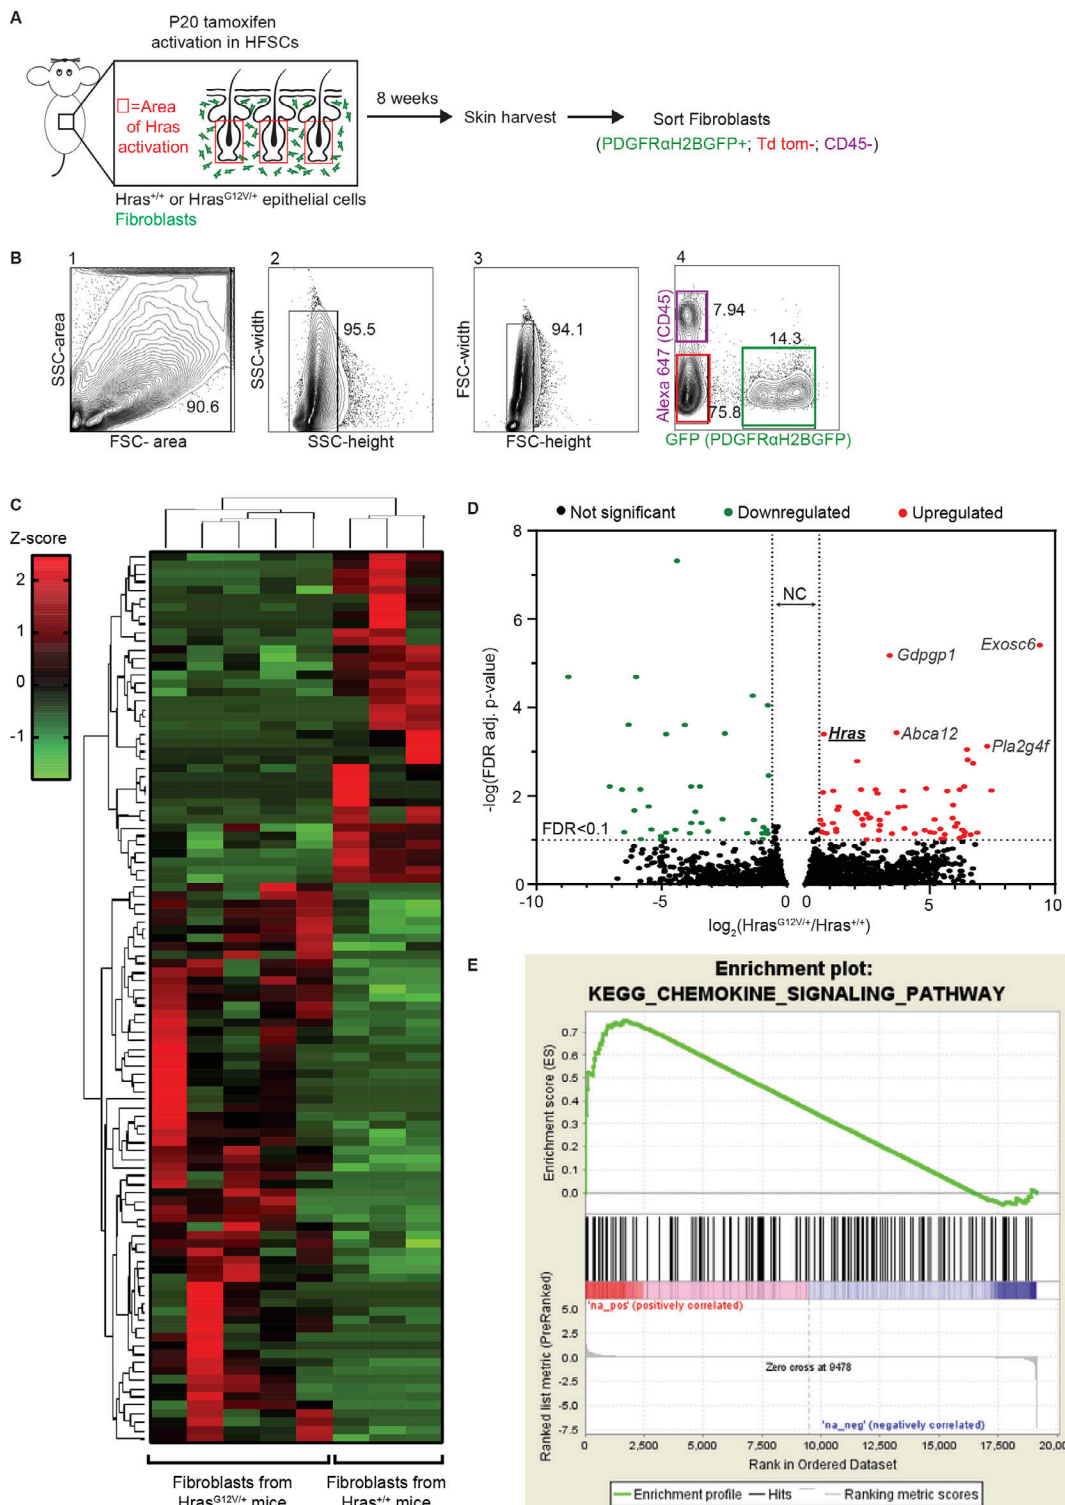 A
P20 tamoxifen
activation in HFSCs
□=Area
of Hras
activation
8 weeks
Skin harvest
Sort Fibroblasts
(PDGFRαH2BGFP+; Td tom-; CD45-)
Hras+/+ or HrasG12V/+ epithelial cells
Fibroblasts
B
1
SSC-area
90.6
FSC- area
2
SSC-width
95.5
SSC-height
3
FSC-width
94.1
FSC-height
4
Alexa 647 (CD45)
7.94
14.3
75.8
GFP (PDGFRαH2BGFP)
C
Z-score
2
1
0
-1
Fibroblasts from
HrasG12V/+ mice
Fibroblasts from
Hras+/+ mice
D
Not significant
Downregulated
Upregulated
8
6
4
2
0
-log(FDR adj. p-value)
NC
Gdpgp1
Exosc6
Hras
Abca12
Pla2g4f
FDR<0.1
-10
-5
0
0
5
10
log2(HrasG12V/+/Hras+/+)
E
Enrichment plot:
KEGG_CHEMOKINE_SIGNALING_PATHWAY
Enrichment score (ES)
0.7
0.6
0.5
0.4
0.3
0.2
0.1
0.0
'na_pos' (positively correlated)
Ranked list metric (PreRanked)
5.0
2.5
0.0
-2.5
-5.0
-7.5
Zero cross at 9478
'na_neg' (negatively correlated)
0
2,500
5,000
7,500
10,000
12,500
15,000
17,500
20,00
Rank in Ordered Dataset
Enrichment profile
Hits
Ranking metric scores